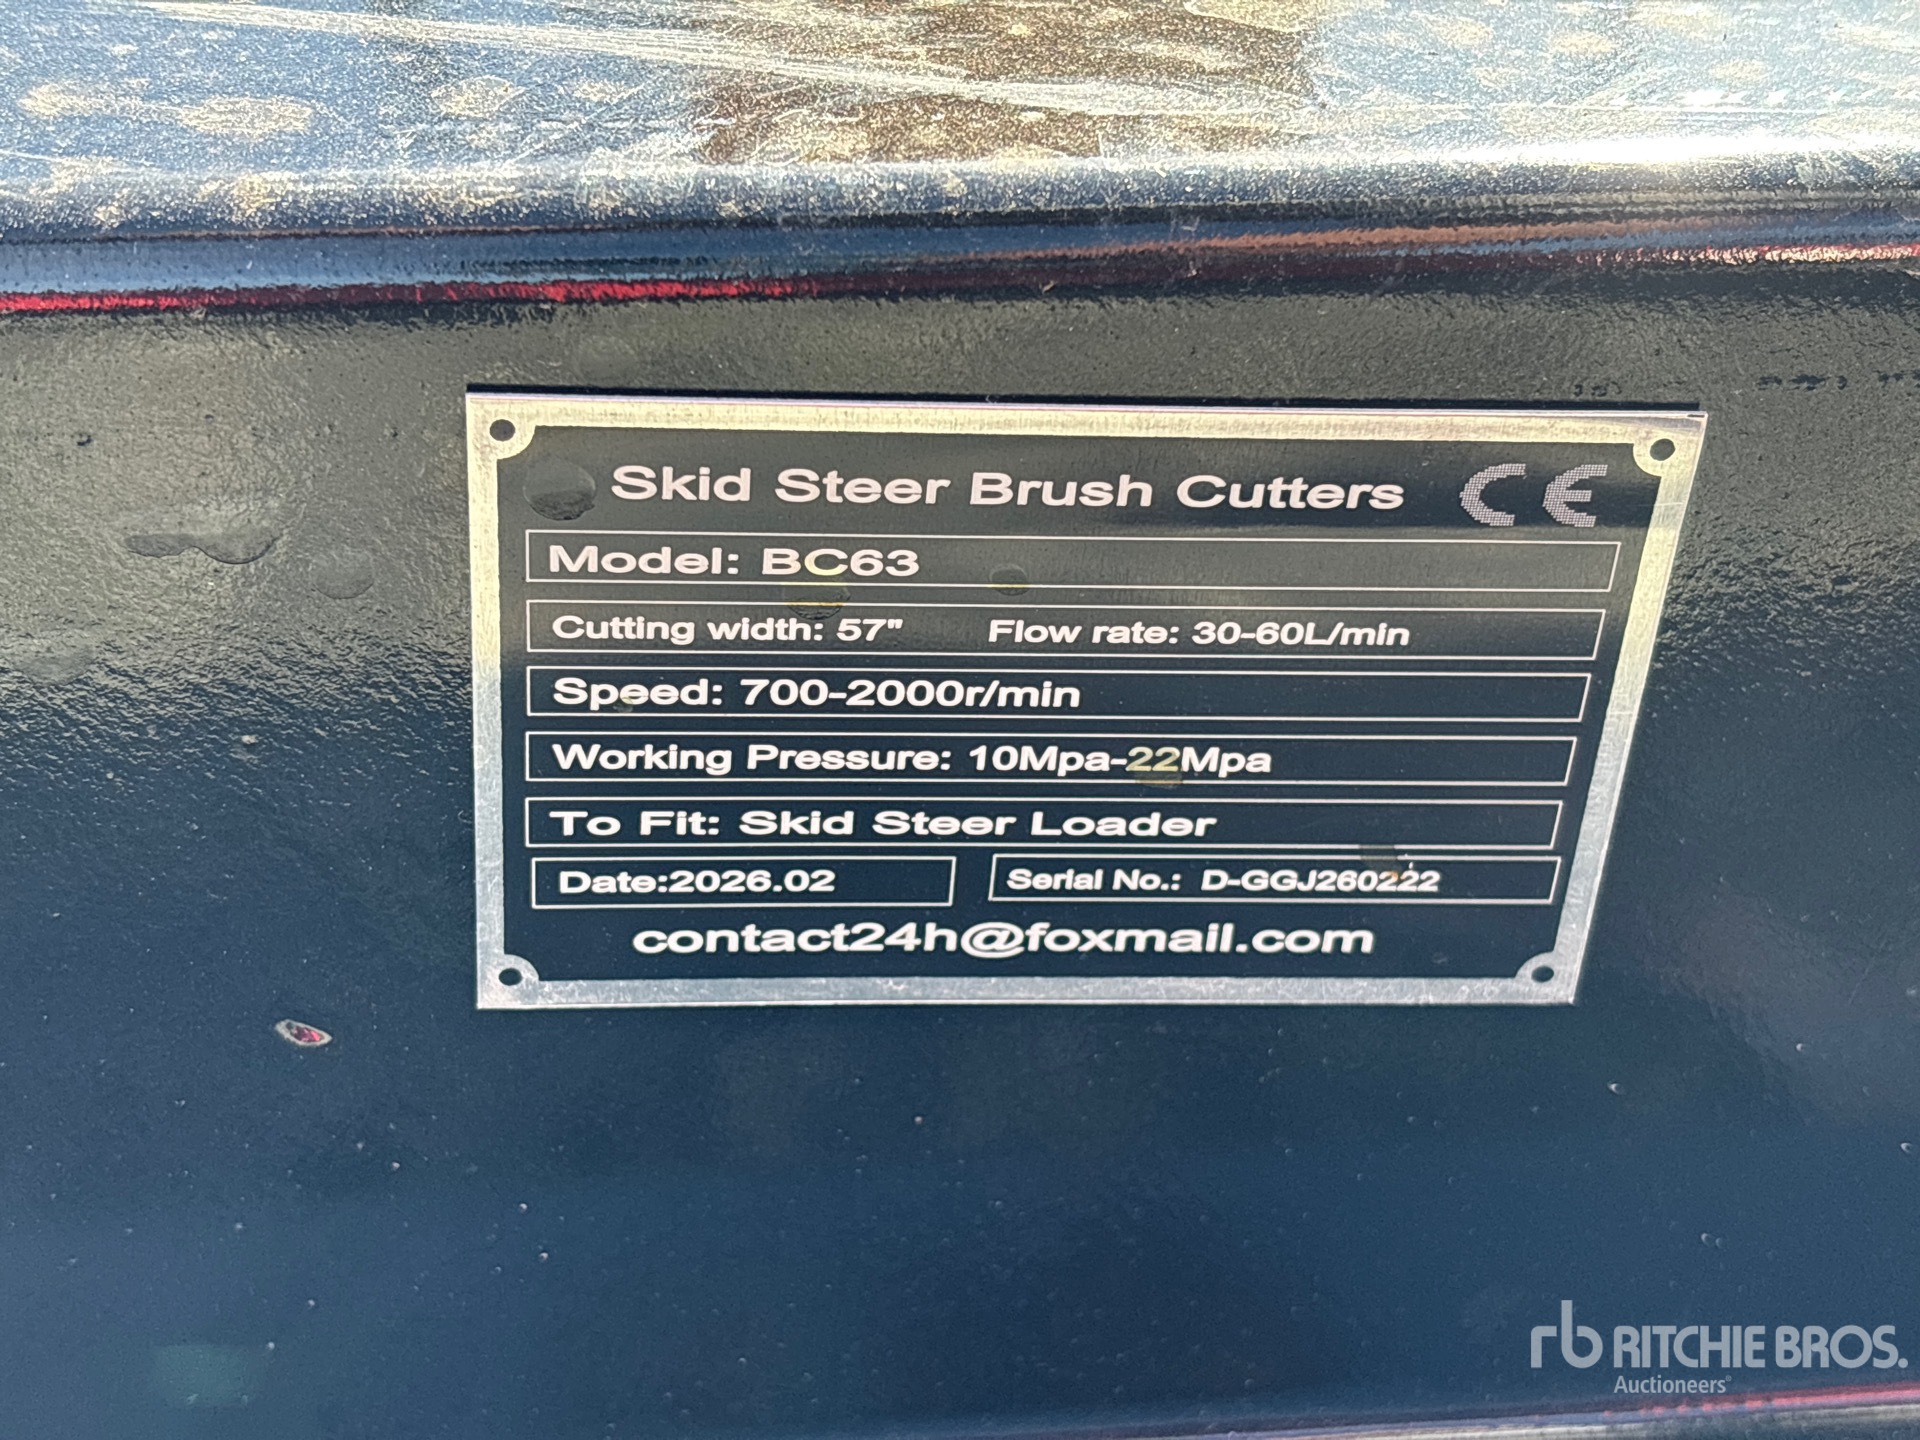 Skid Steer Brush Cutters CE
Model: BC63
Cutting width: 57" Flow rate: 30-60L/min
Speed: 700-2000r/min
Working Pressure: 10Mpa-22Mpa
To Fit: Skid Steer Loader
Date:2026.02 Serial No.: D-GGJ260222
contact24h@foxmail.com
rb RITCHIE BROS.
Auctioneers